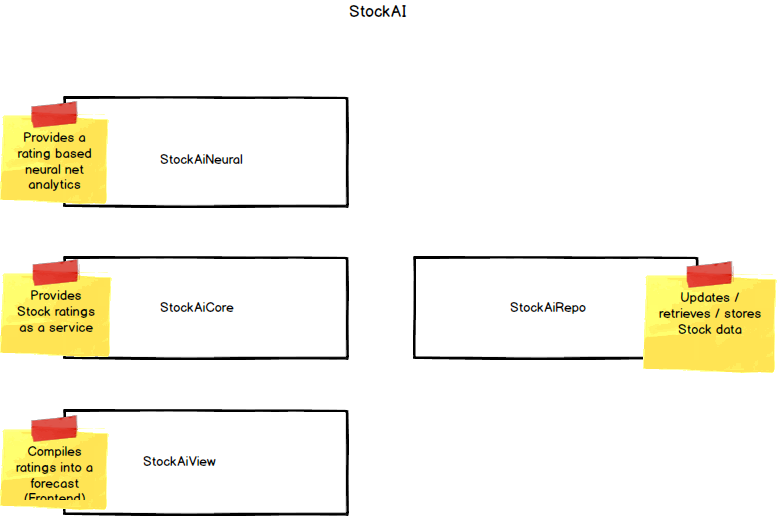 StockAI
Provides a
rating based
neural net
analytics
StockAiNeural
Provides
Stock ratings
as a service
StockAiCore
StockAiRepo
Updates /
retrieves / stores
Stock data
Compiles
ratings into a
forecast
(Frontend)
StockAiView